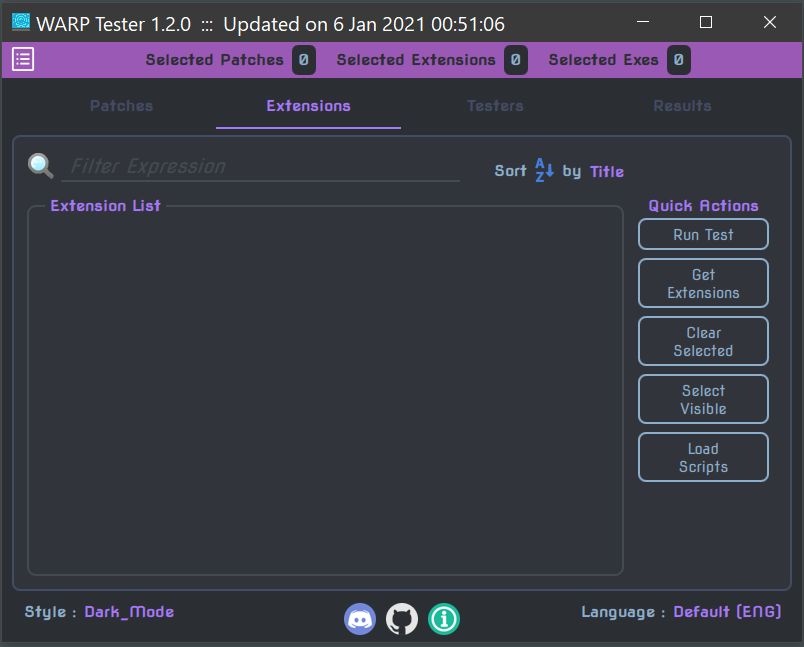 WARP Tester 1.2.0 ::: Updated on 6 Jan 2021 00:51:06
Selected Patches 0 Selected Extensions 0 Selected Exes 0
Patches Extensions Testers Results
Filter Expression
Sort A Z by Title
Extension List
Quick Actions
Run Test
Get
Extensions
Clear
Selected
Select
Visible
Load
Scripts
Style : Dark_Mode
Language : Default (ENG)